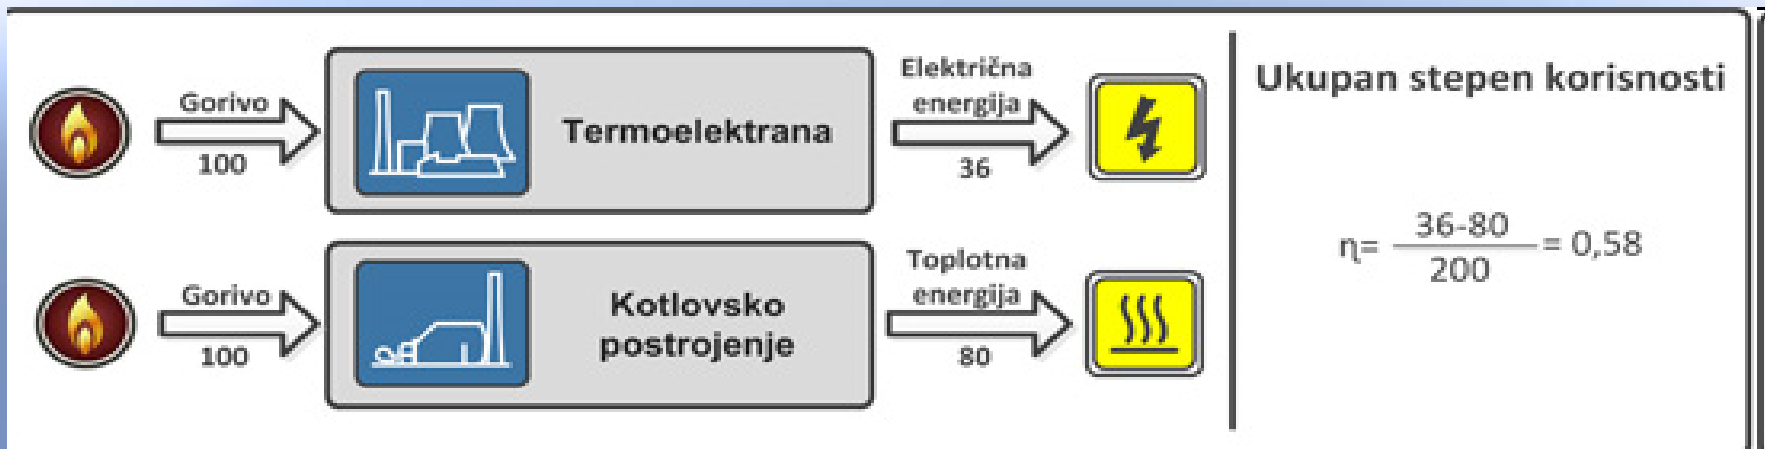 Gorivo
100
Termoelektrana
Električna
energija
36
Gorivo
100
Kotlovsko
postrojenje
Toplotna
energija
80
Ukupan stepen korisnosti
η= 36-80 / 200 = 0,58